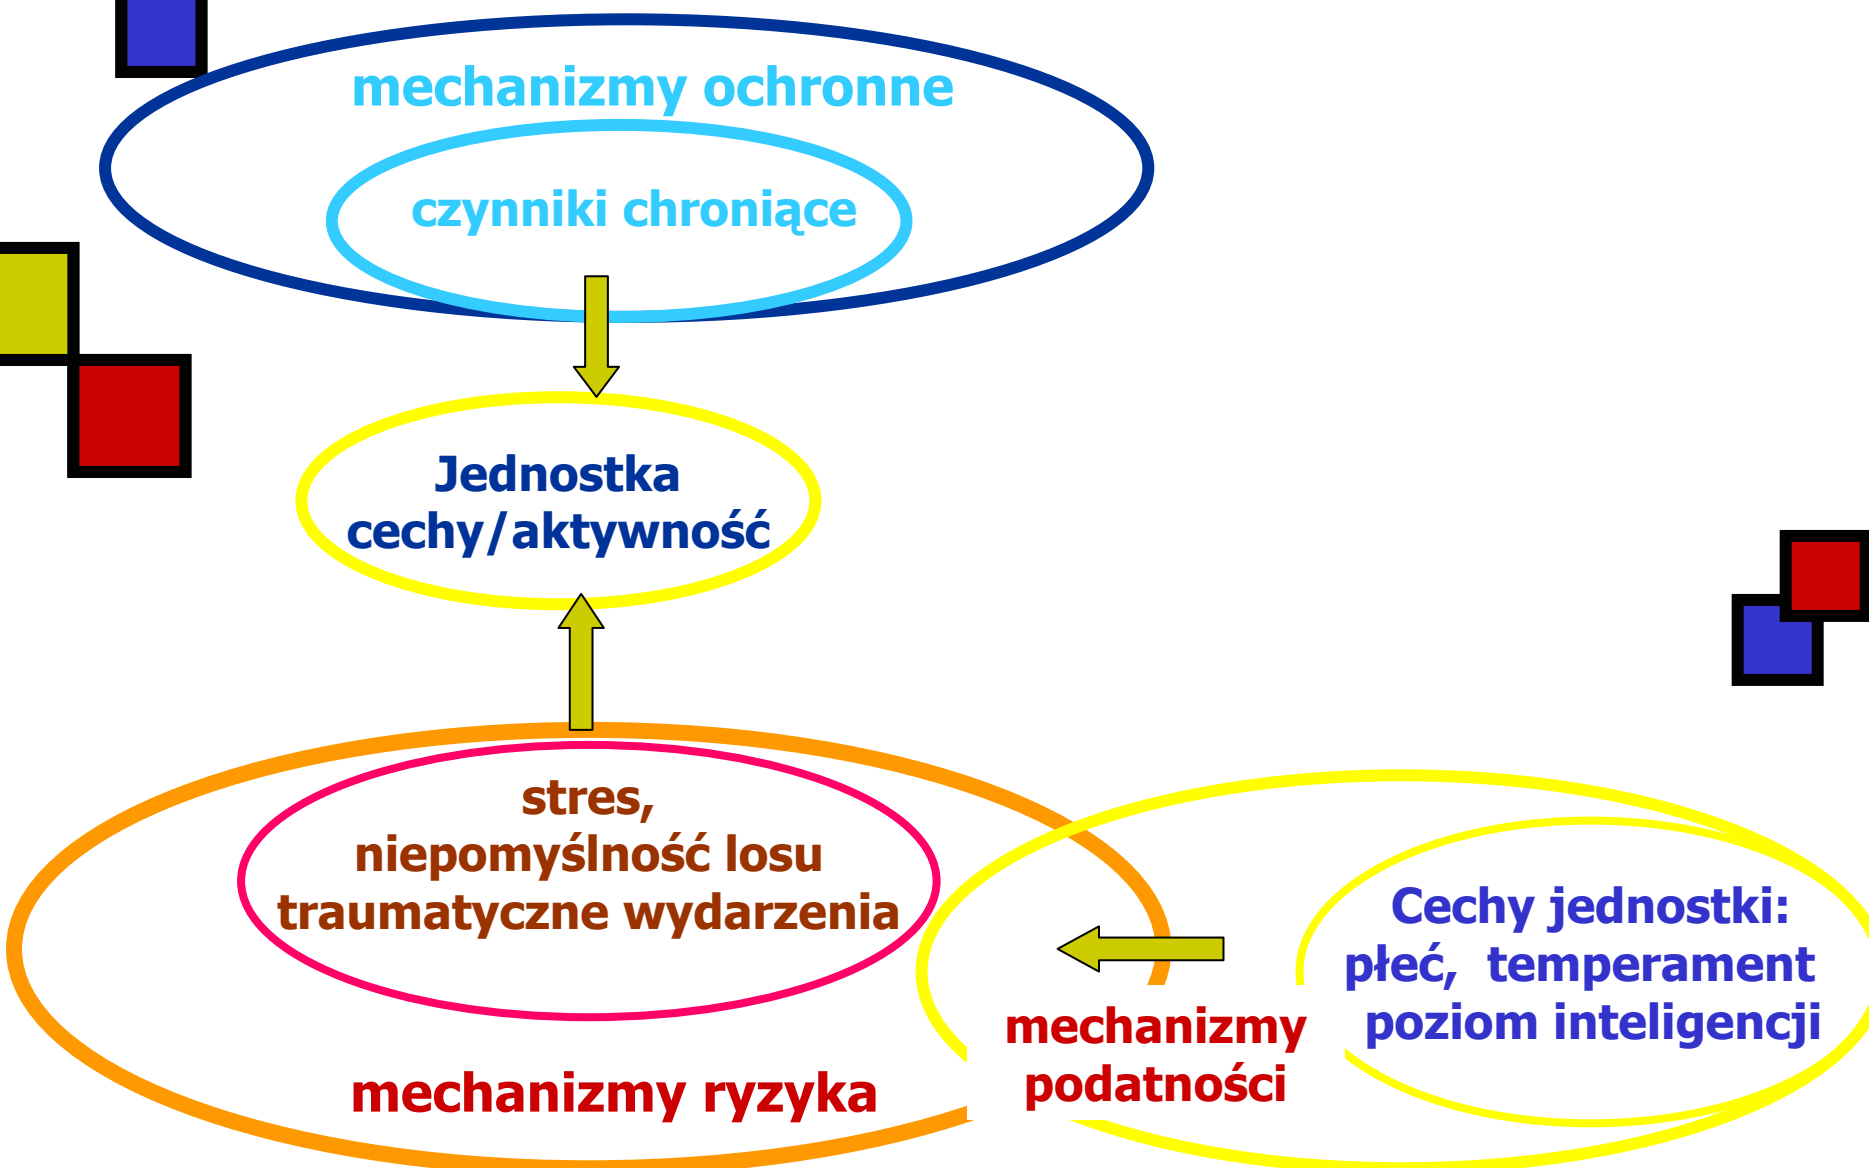 mechanizmy ochronne
czynniki chroniące
Jednostka
cechy/aktywność
stres,
niepomyślność losu
traumatyczne wydarzenia
mechanizmy ryzyka
mechanizmy
podatności
Cechy jednostki:
płeć, temperament
poziom inteligencji